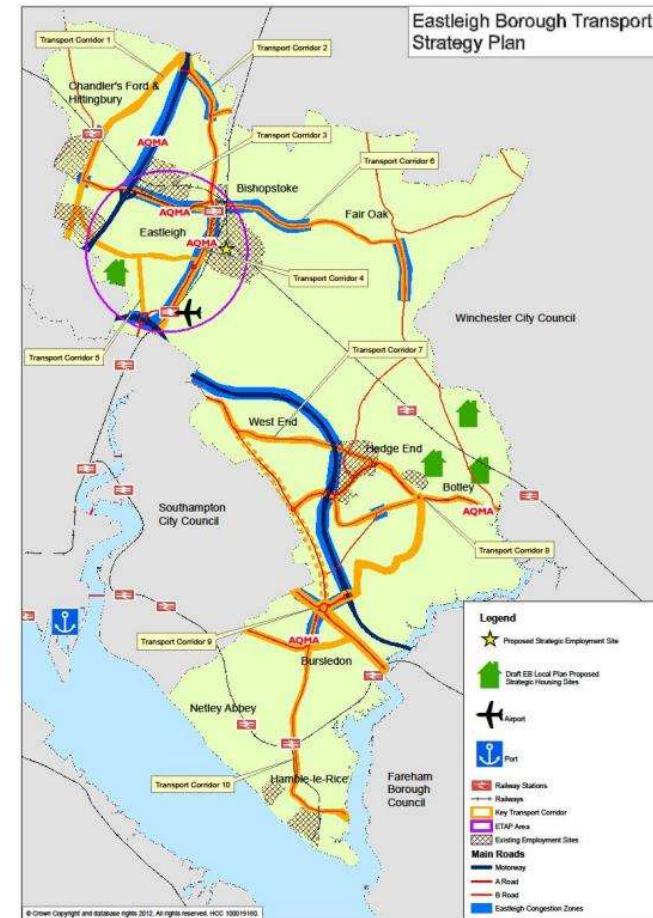 Eastleigh Borough Transport
Strategy Plan
Transport Corridor 1
Transport Corridor 2
Chandler's Ford &
Hiltingbury
AQMA
Transport Corridor 3
Transport Corridor 6
Bishopstoke
AQMA
Fair Oak
Eastleigh
AQMA
Transport Corridor 4
Winchester City Council
Transport Corridor 5
Transport Corridor 7
West End
Hedge End
Botley
AQMA
Southampton
City Council
Transport Corridor 8
Transport Corridor 9
AQMA
Bursledon
Netley Abbey
Transport Corridor 10
Hamble-le-Rice
Fareham
Borough
Council
Legend
Proposed Strategic Employment Site
Draft EB Local Plan Proposed
Strategic Housing Sites
Airport
Port
Railway Stations
Railways
Key Transport Corridor
ETAP Area
Existing Employment Sites
Main Roads
Motorway
A Road
B Road
Eastleigh Congestion Zones
© Crown Copyright and database rights 2012. All rights reserved. HCC 100019180.